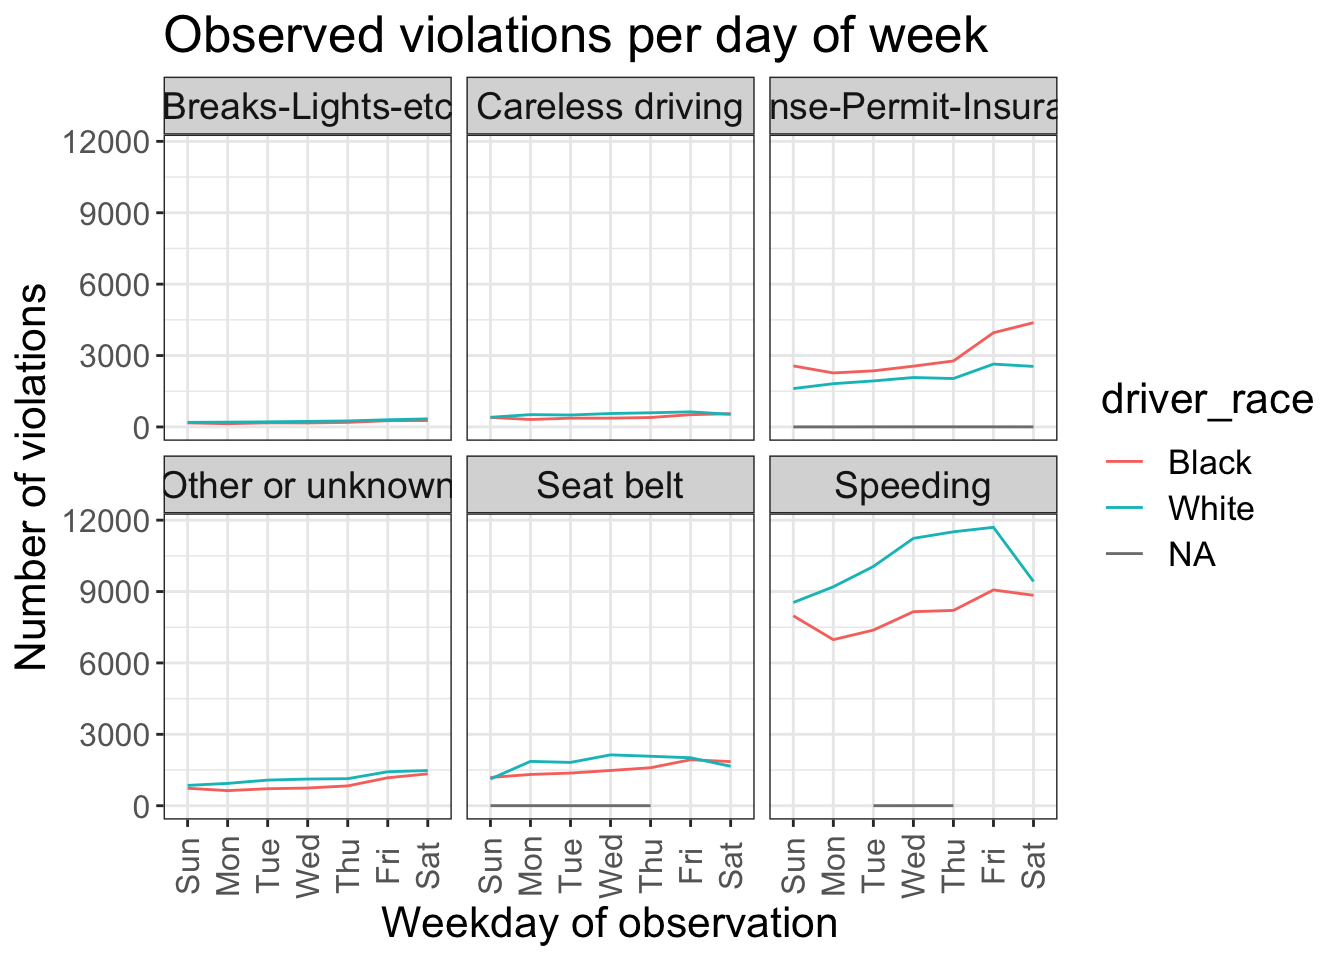 Observed violations per day of week
Breaks-Lights-etc
Careless driving
nse-Permit-Insura
12000
9000
6000
3000
0
Other or unknown
Seat belt
Speeding
12000
9000
6000
3000
0
Sun Mon Tue Wed Thu Fri Sat
Sun Mon Tue Wed Thu Fri Sat
Sun Mon Tue Wed Thu Fri Sat
Weekday of observation
Number of violations
driver_race
Black
White
NA